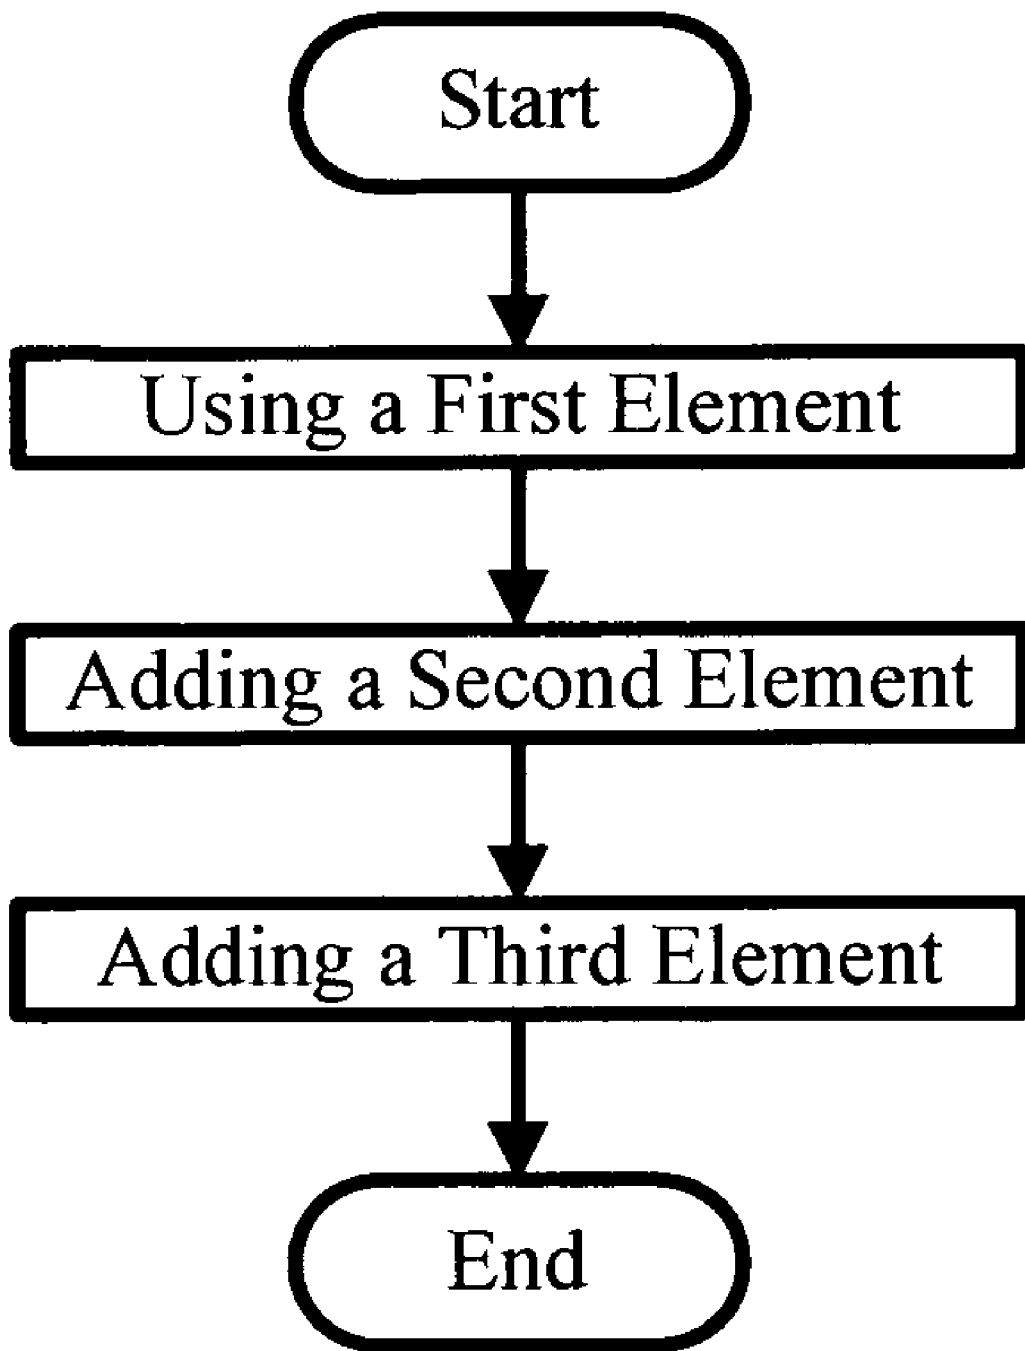 Start
Using a First Element
Adding a Second Element
Adding a Third Element
End